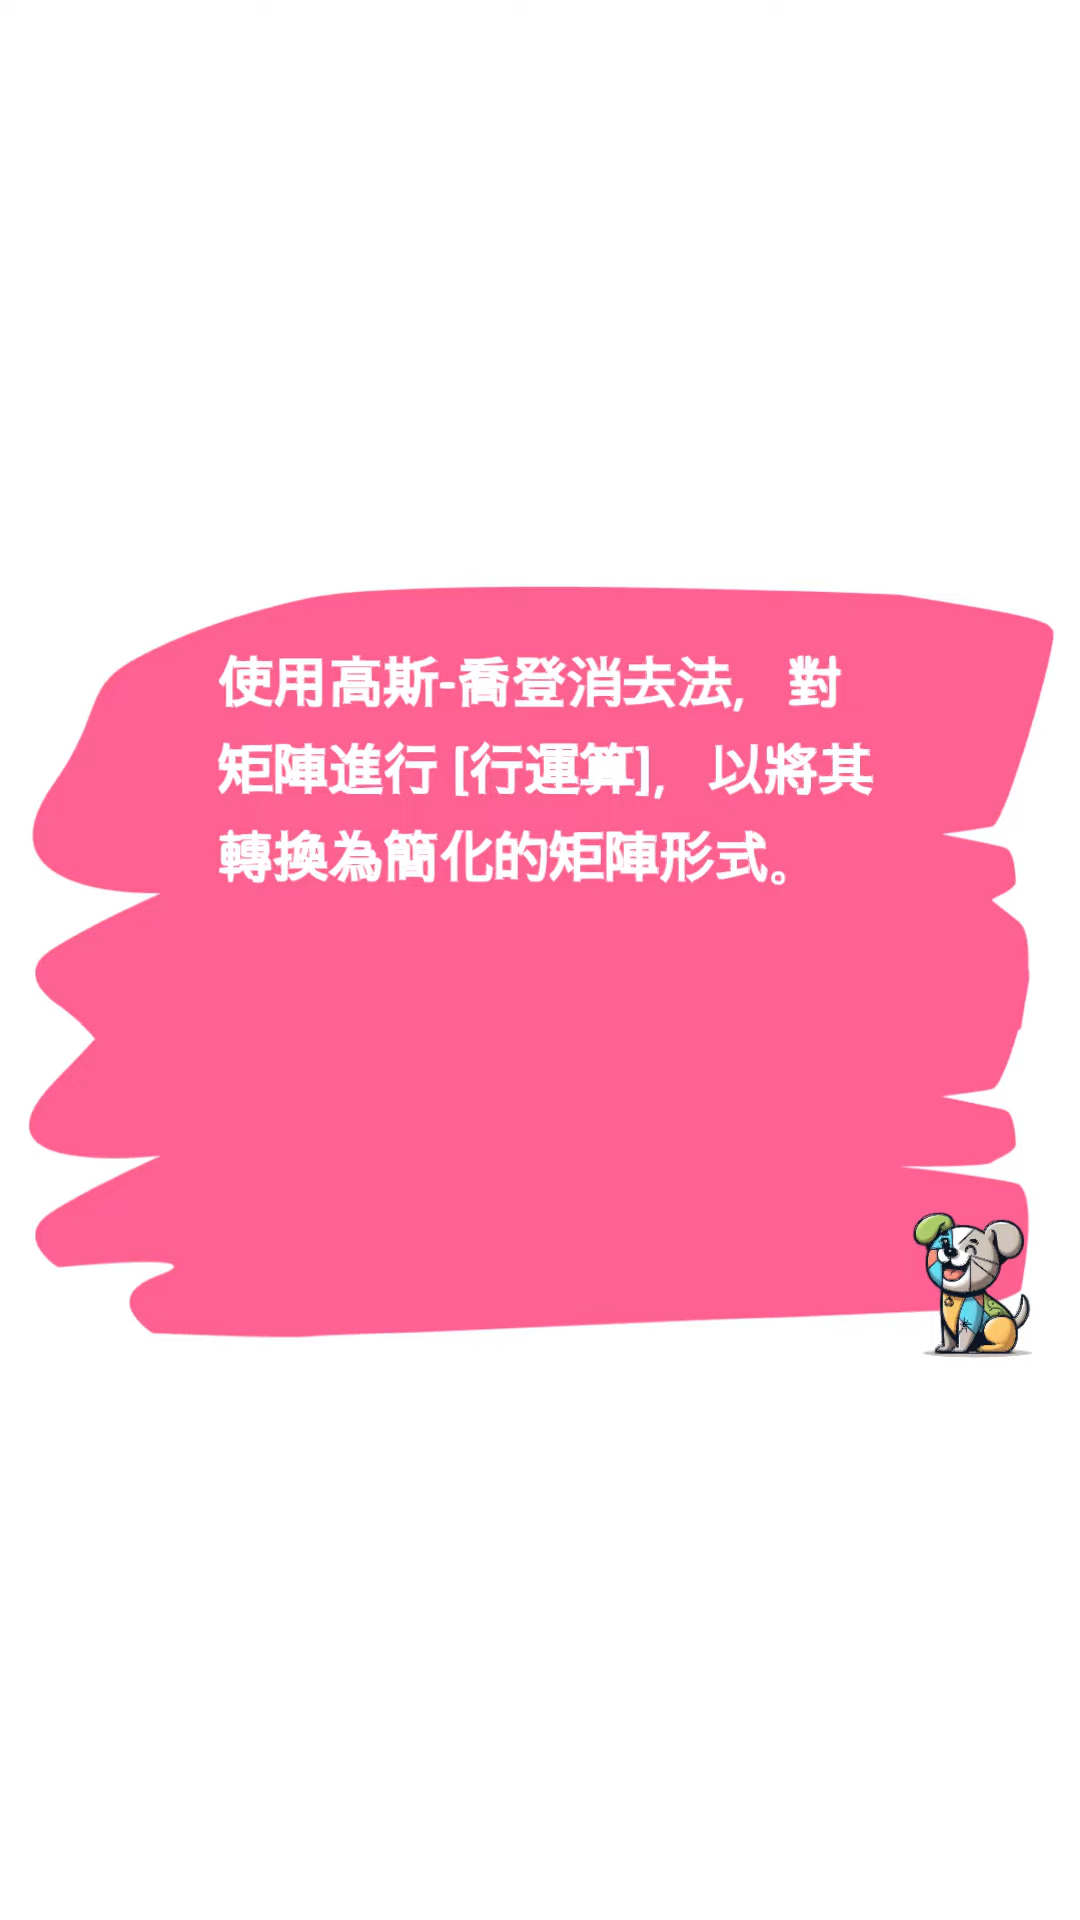 使用高斯-喬登消去法, 對
矩陣進行 [行運算], 以將其
轉換為簡化的矩陣形式。